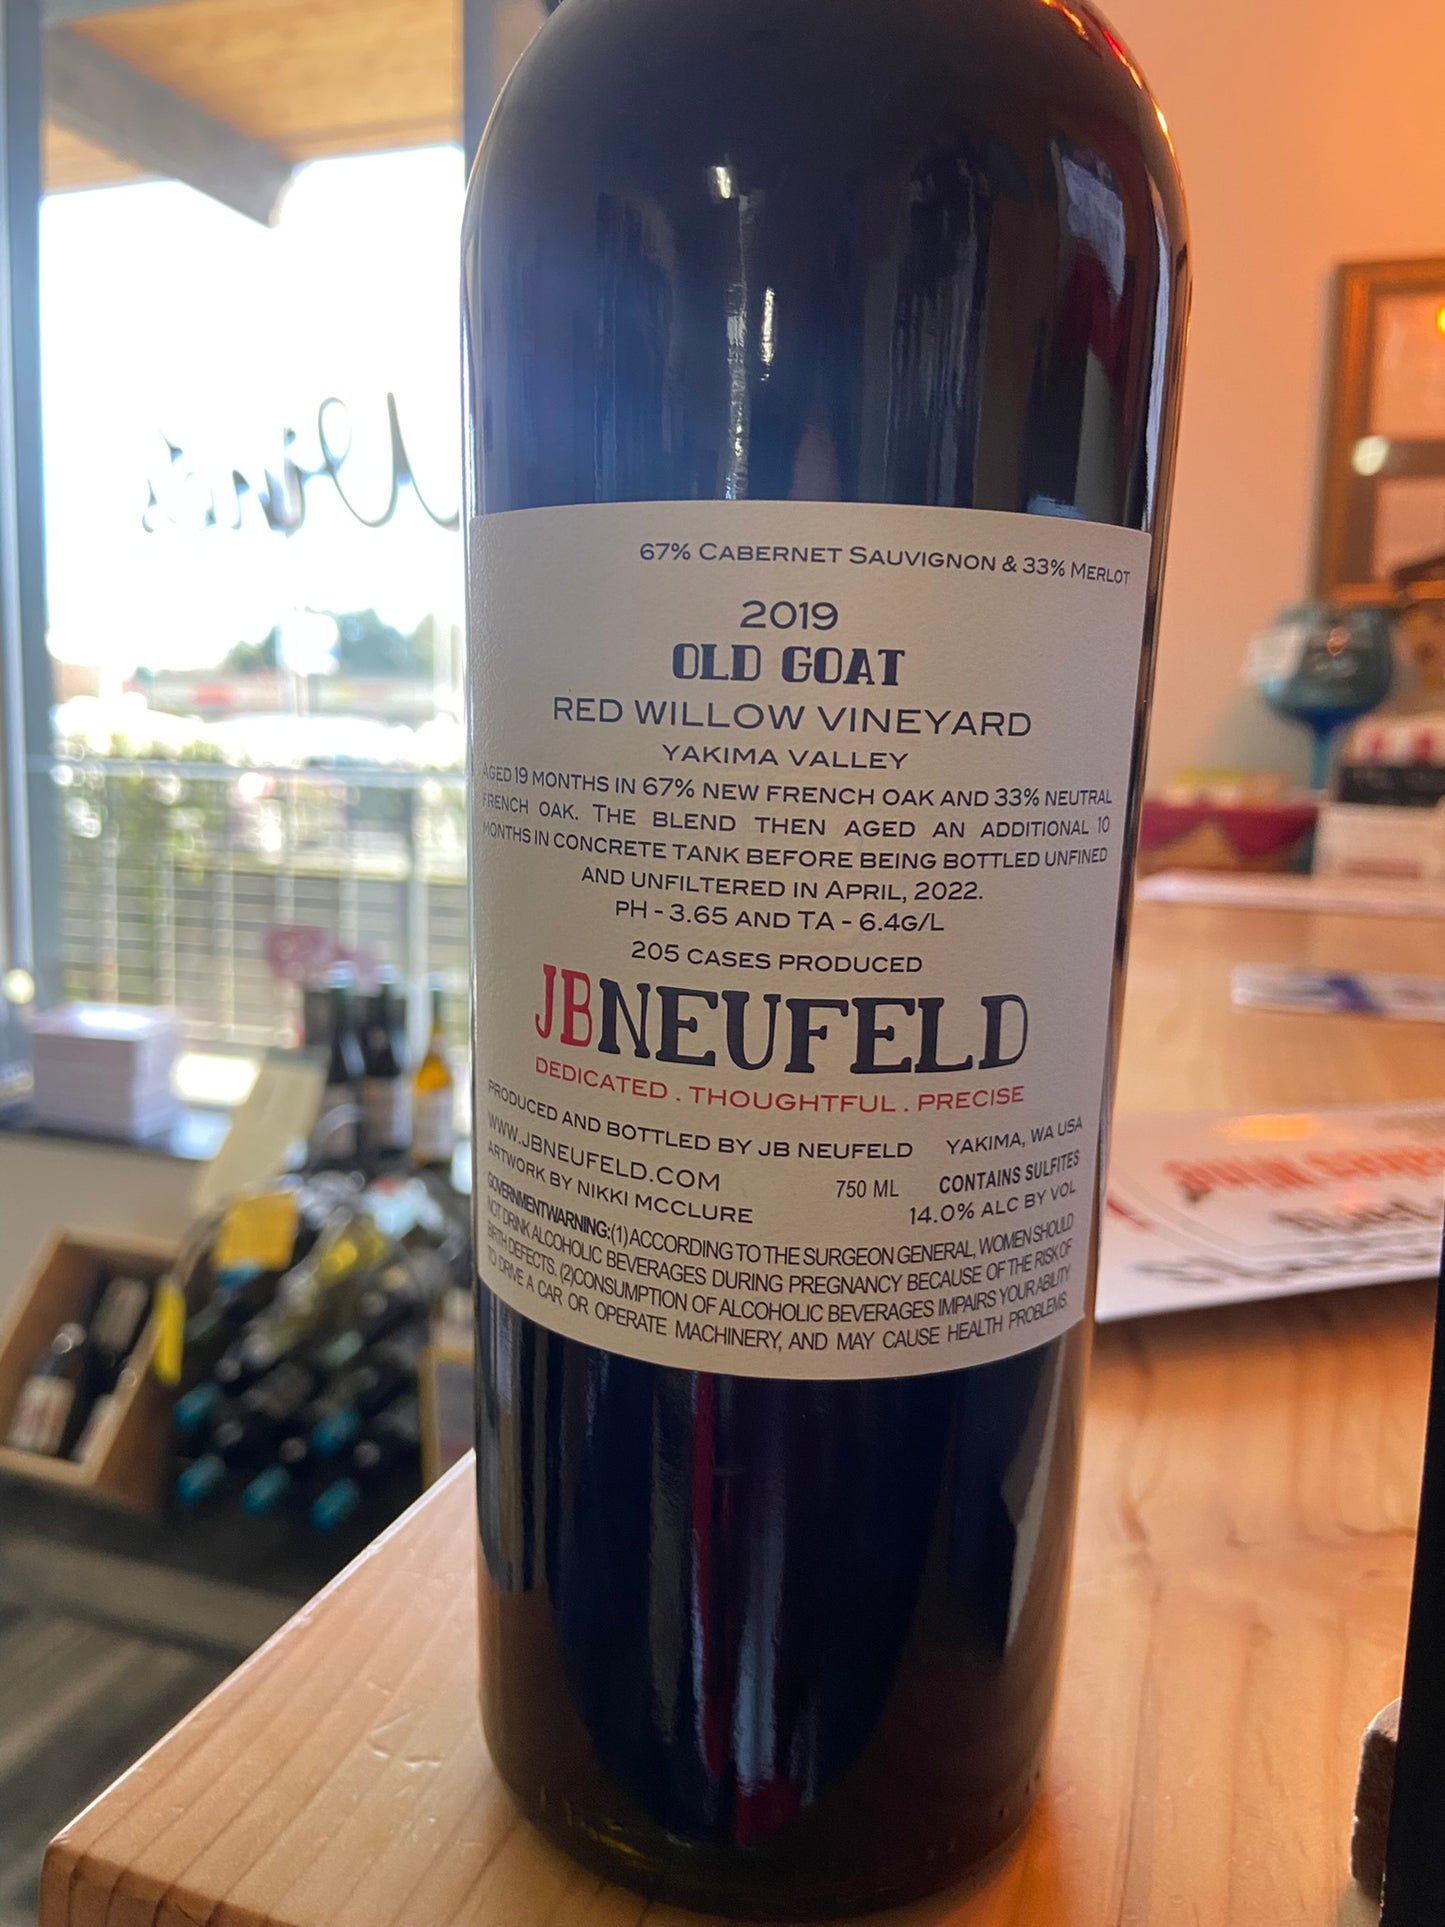 67% CABERNET SAUVIGNON & 33% MERLOT
2019
OLD GOAT
RED WILLOW VINEYARD
YAKIMA VALLEY
AGED 19 MONTHS IN 67% NEW FRENCH OAK AND 33% NEUTRAL
FRENCH OAK. THE BLEND THEN AGED AN ADDITIONAL 10
MONTHS IN CONCRETE TANK BEFORE BEING BOTTLED UNFINED
AND UNFILTERED IN APRIL, 2022.
PH - 3.65 AND TA - 6.4G/L
205 CASES PRODUCED
JBNEUFELD
DEDICATED . THOUGHTFUL . PRECISE
PRODUCED AND BOTTLED BY JB NEUFELD YAKIMA, WA USA
WWW.JBNEUFELD.COM 750 ML CONTAINS SULFITES
ARTWORK BY NIKKI MCCLURE 14.0% ALC BY VOL
GOVERNMENT WARNING: (1) ACCORDING TO THE SURGEON GENERAL, WOMEN SHOULD
NOT DRINK ALCOHOLIC BEVERAGES DURING PREGNANCY BECAUSE OF THE RISK OF
BIRTH DEFECTS. (2) CONSUMPTION OF ALCOHOLIC BEVERAGES IMPAIRS YOUR ABILITY
TO DRIVE A CAR OR OPERATE MACHINERY, AND MAY CAUSE HEALTH PROBLEMS.